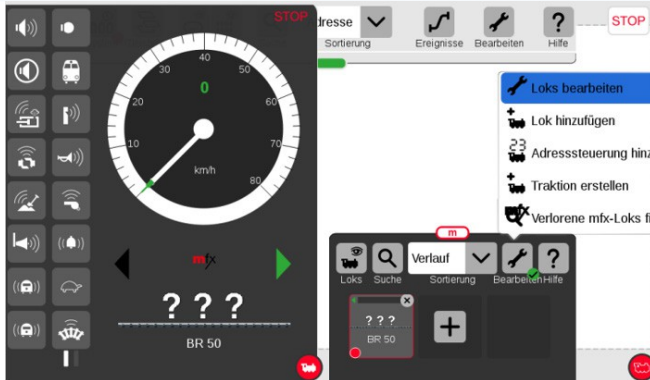 STOP
0
10
20
30
40
50
60
70
80
km/h
mfx
? ? ?
BR 50
dresse
Sortierung
Ereignisse
Bearbeiten
?
Hilfe
STOP
Loks bearbeiten
Lok hinzufügen
23
Adresssteuerung hinz
Traktion erstellen
Verlorene mfx-Loks fi
m
Loks
Suche
Verlauf
Sortierung
Bearbeiten
?
Hilfe
? ? ?
BR 50